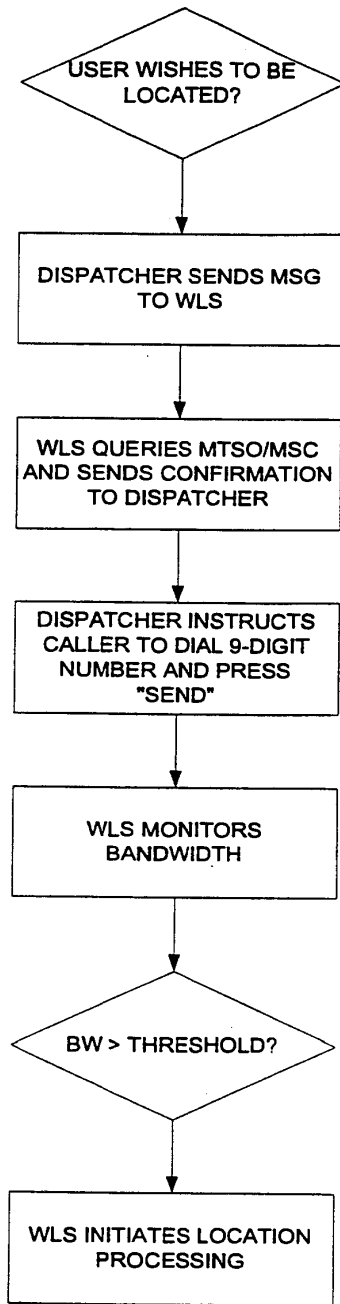 USER WISHES TO BE
LOCATED?
DISPATCHER SENDS MSG
TO WLS
WLS QUERIES MTSO/MSC
AND SENDS CONFIRMATION
TO DISPATCHER
DISPATCHER INSTRUCTS
CALLER TO DIAL 9-DIGIT
NUMBER AND PRESS
"SEND"
WLS MONITORS
BANDWIDTH
BW > THRESHOLD?
WLS INITIATES LOCATION
PROCESSING